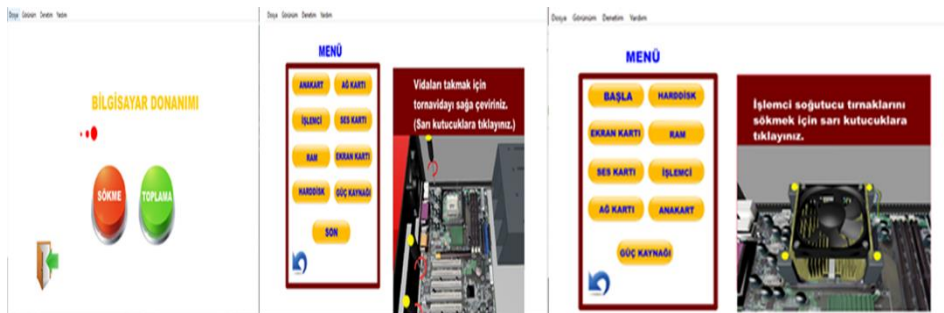 Dosya Görünüm Denetim Yardım
BİLGİSAYAR DONANIMI
SÖKME TOPLAMA
Dosya Görünüm Denetim Yardım
MENÜ
ANAKART AĞ KARTI
İŞLEMCİ SES KARTI
RAM EKRAN KARTI
HARDDİSK GÜÇ KAYNAĞI
SON
Vidaları takmak için
tornavidayı sağa çeviriniz.
(Sarı kutucuklara tıklayınız.)
Dosya Görünüm Denetim Yardım
MENÜ
BAŞLA HARDDİSK
EKRAN KARTI RAM
SES KARTI İŞLEMCİ
AĞ KARTI ANAKART
GÜÇ KAYNAĞI
İşlemci soğutucu tırnaklarını
sökmek için sarı kutucuklara
tıklayınız.